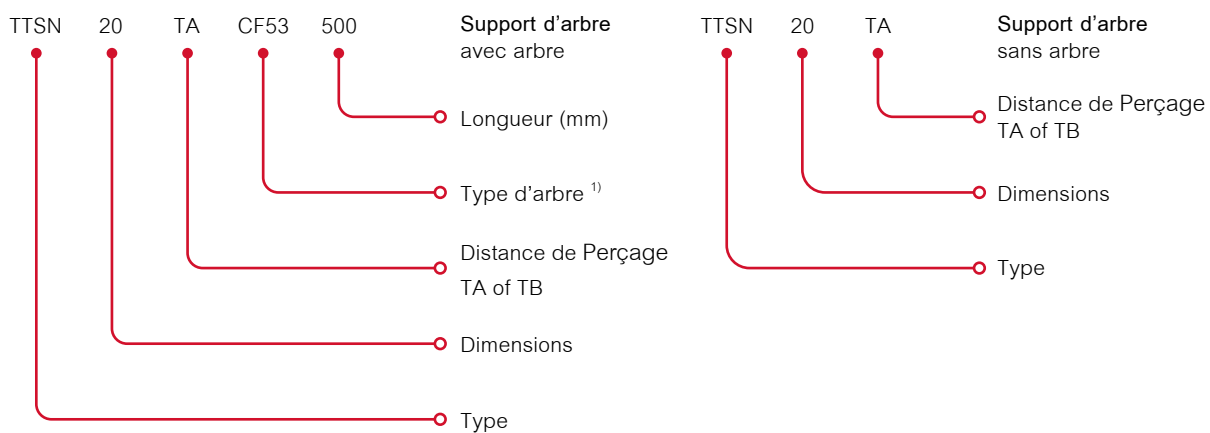 TTSN 20 TA CF53 500
Support d'arbre
avec arbre
Longueur (mm)
Type d'arbre 1)
Distance de Perçage
TA of TB
Dimensions
Type
TTSN 20 TA
Support d'arbre
sans arbre
Distance de Perçage
TA of TB
Dimensions
Type